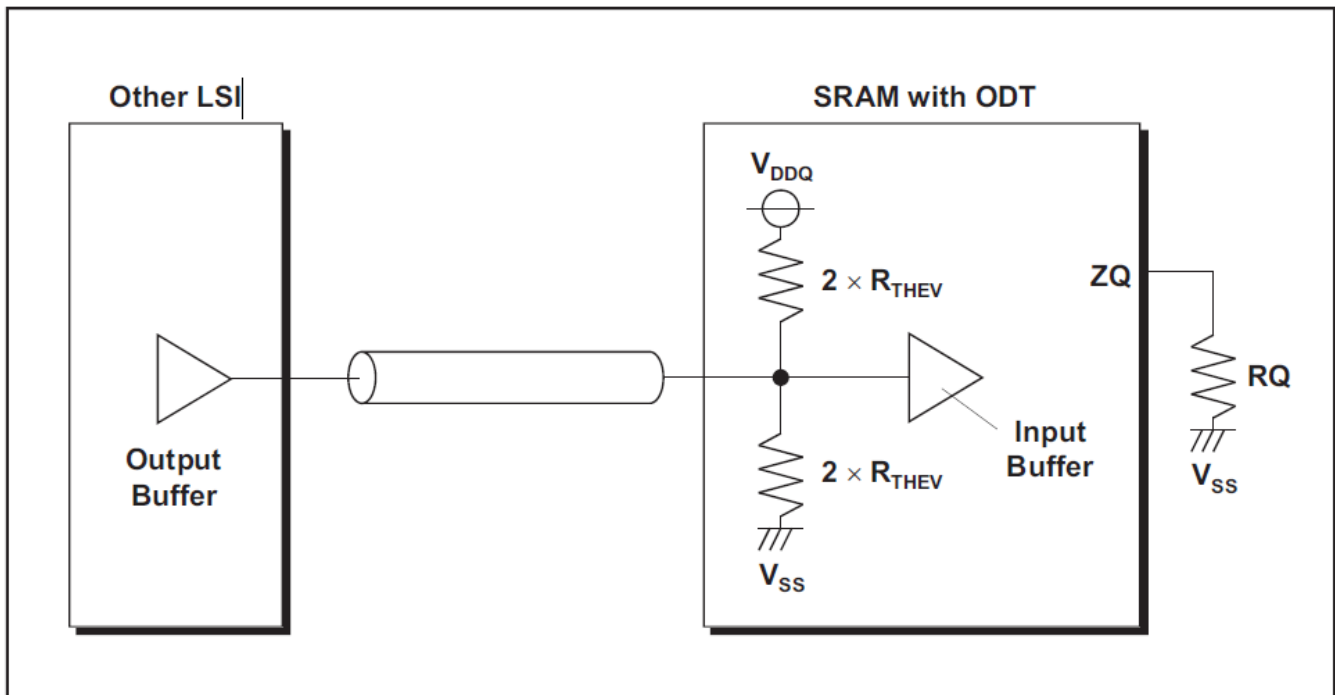 Other LSI
SRAM with ODT
VDDQ
2 × RTHEV
ZQ
RQ
Output
Buffer
Input
Buffer
2 × RTHEV
VSS
VSS